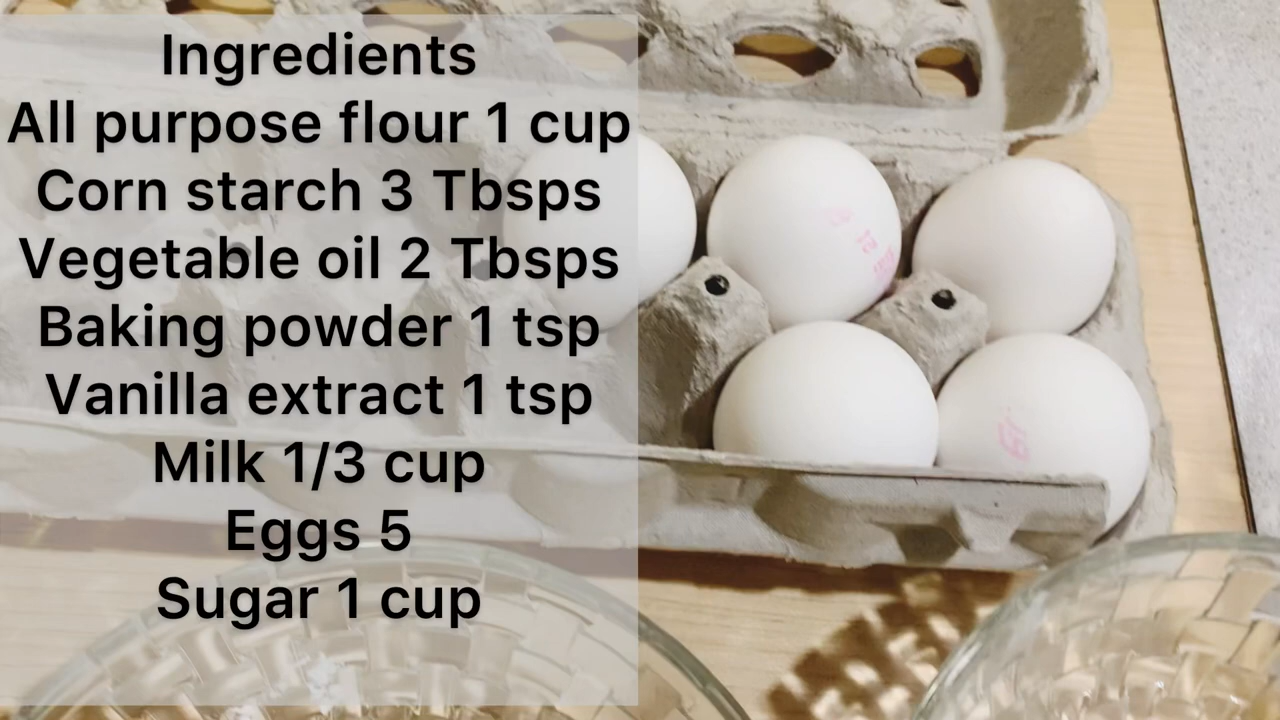 Ingredients
All purpose flour 1 cup
Corn starch 3 Tbsps
Vegetable oil 2 Tbsps
Baking powder 1 tsp
Vanilla extract 1 tsp
Milk 1/3 cup
Eggs 5
Sugar 1 cup